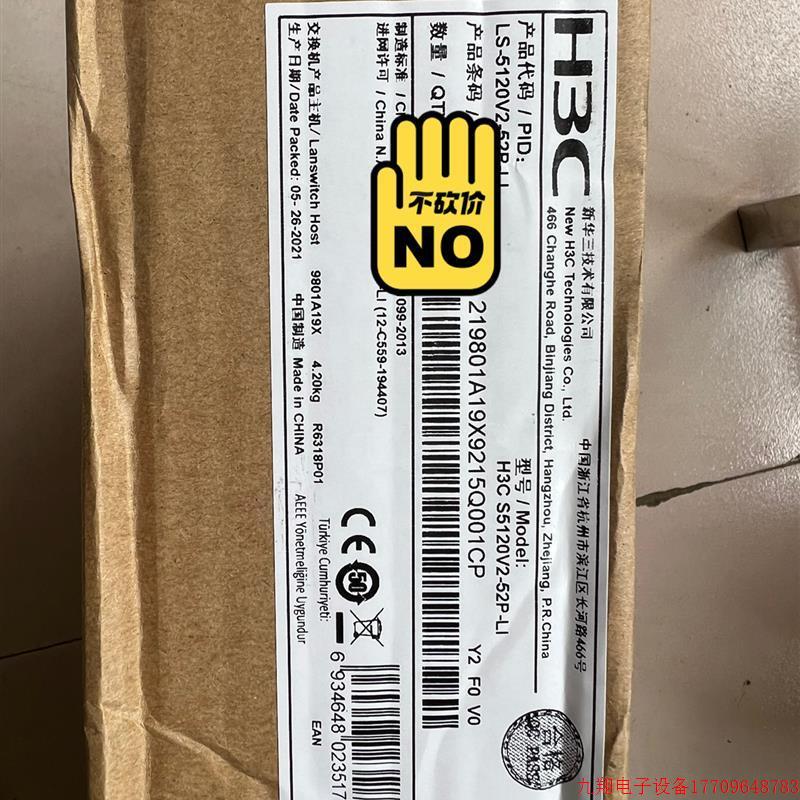 H3C
新华三技术有限公司
New H3C Technologies Co., Ltd.
466 Changhe Road, Binjiang District, Hangzhou, Zhejiang, P.R.China
中国浙江省杭州市滨江区长河路466号
产品代码 / PID:
LS-5120V2-52P-LI
型号 / Model:
H3C S5120V2-52P-LI
产品条码 /
219801A19X9215Q001CP
Y2 F0 V0
数量 / QT
制造标准 / C
099-2013
进网许可 / China N.
-LI (12-C559-194407)
交换机产品主机/ Lanswitch Host
9801A19X
4.20kg
R6318P01
生产日期/Date Packed: 05- 26-2021
中国制造 Made in CHINA
Türkiye Cumhuriyeti:
AEEE Yönetmeliğine Uygundur
CE
50
6 934648 023517
EAN
合格
不砍价
NO
九翔电子设备17709648783